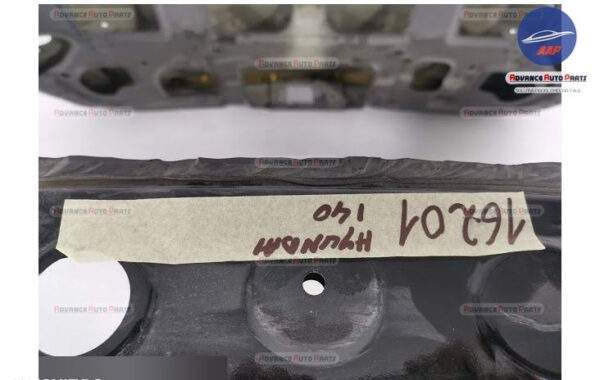 AAP
ADVANCE AUTO PARTS
16201
HYUNDAI
I40